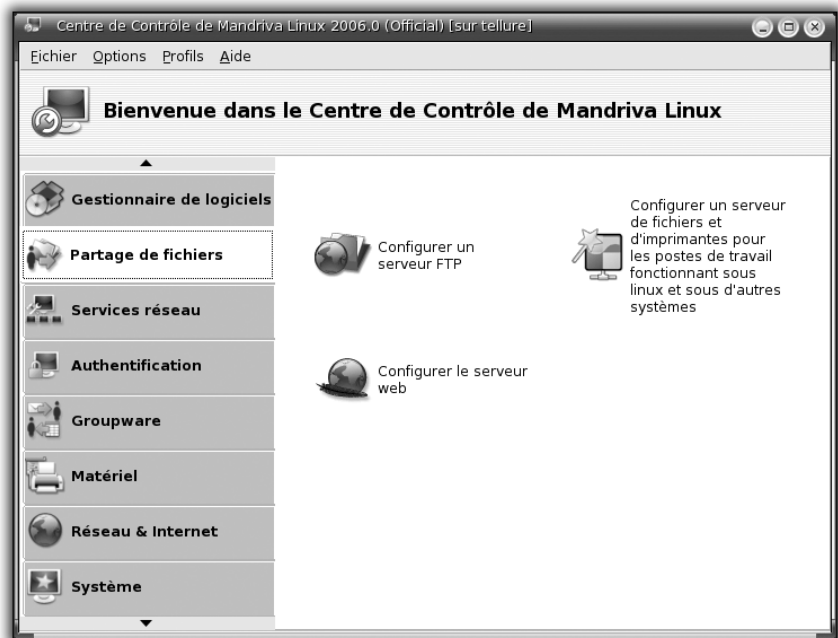 Centre de Contrôle de Mandriva Linux 2006.0 (Official) [sur tellure]
Fichier Options Profils Aide
Bienvenue dans le Centre de Contrôle de Mandriva Linux
Gestionnaire de logiciels
Partage de fichiers
Services réseau
Authentification
Groupware
Matériel
Réseau & Internet
Système
Configurer un
serveur FTP
Configurer un serveur
de fichiers et
d'imprimantes pour
les postes de travail
fonctionnant sous
linux et sous d'autres
systèmes
Configurer le serveur
web